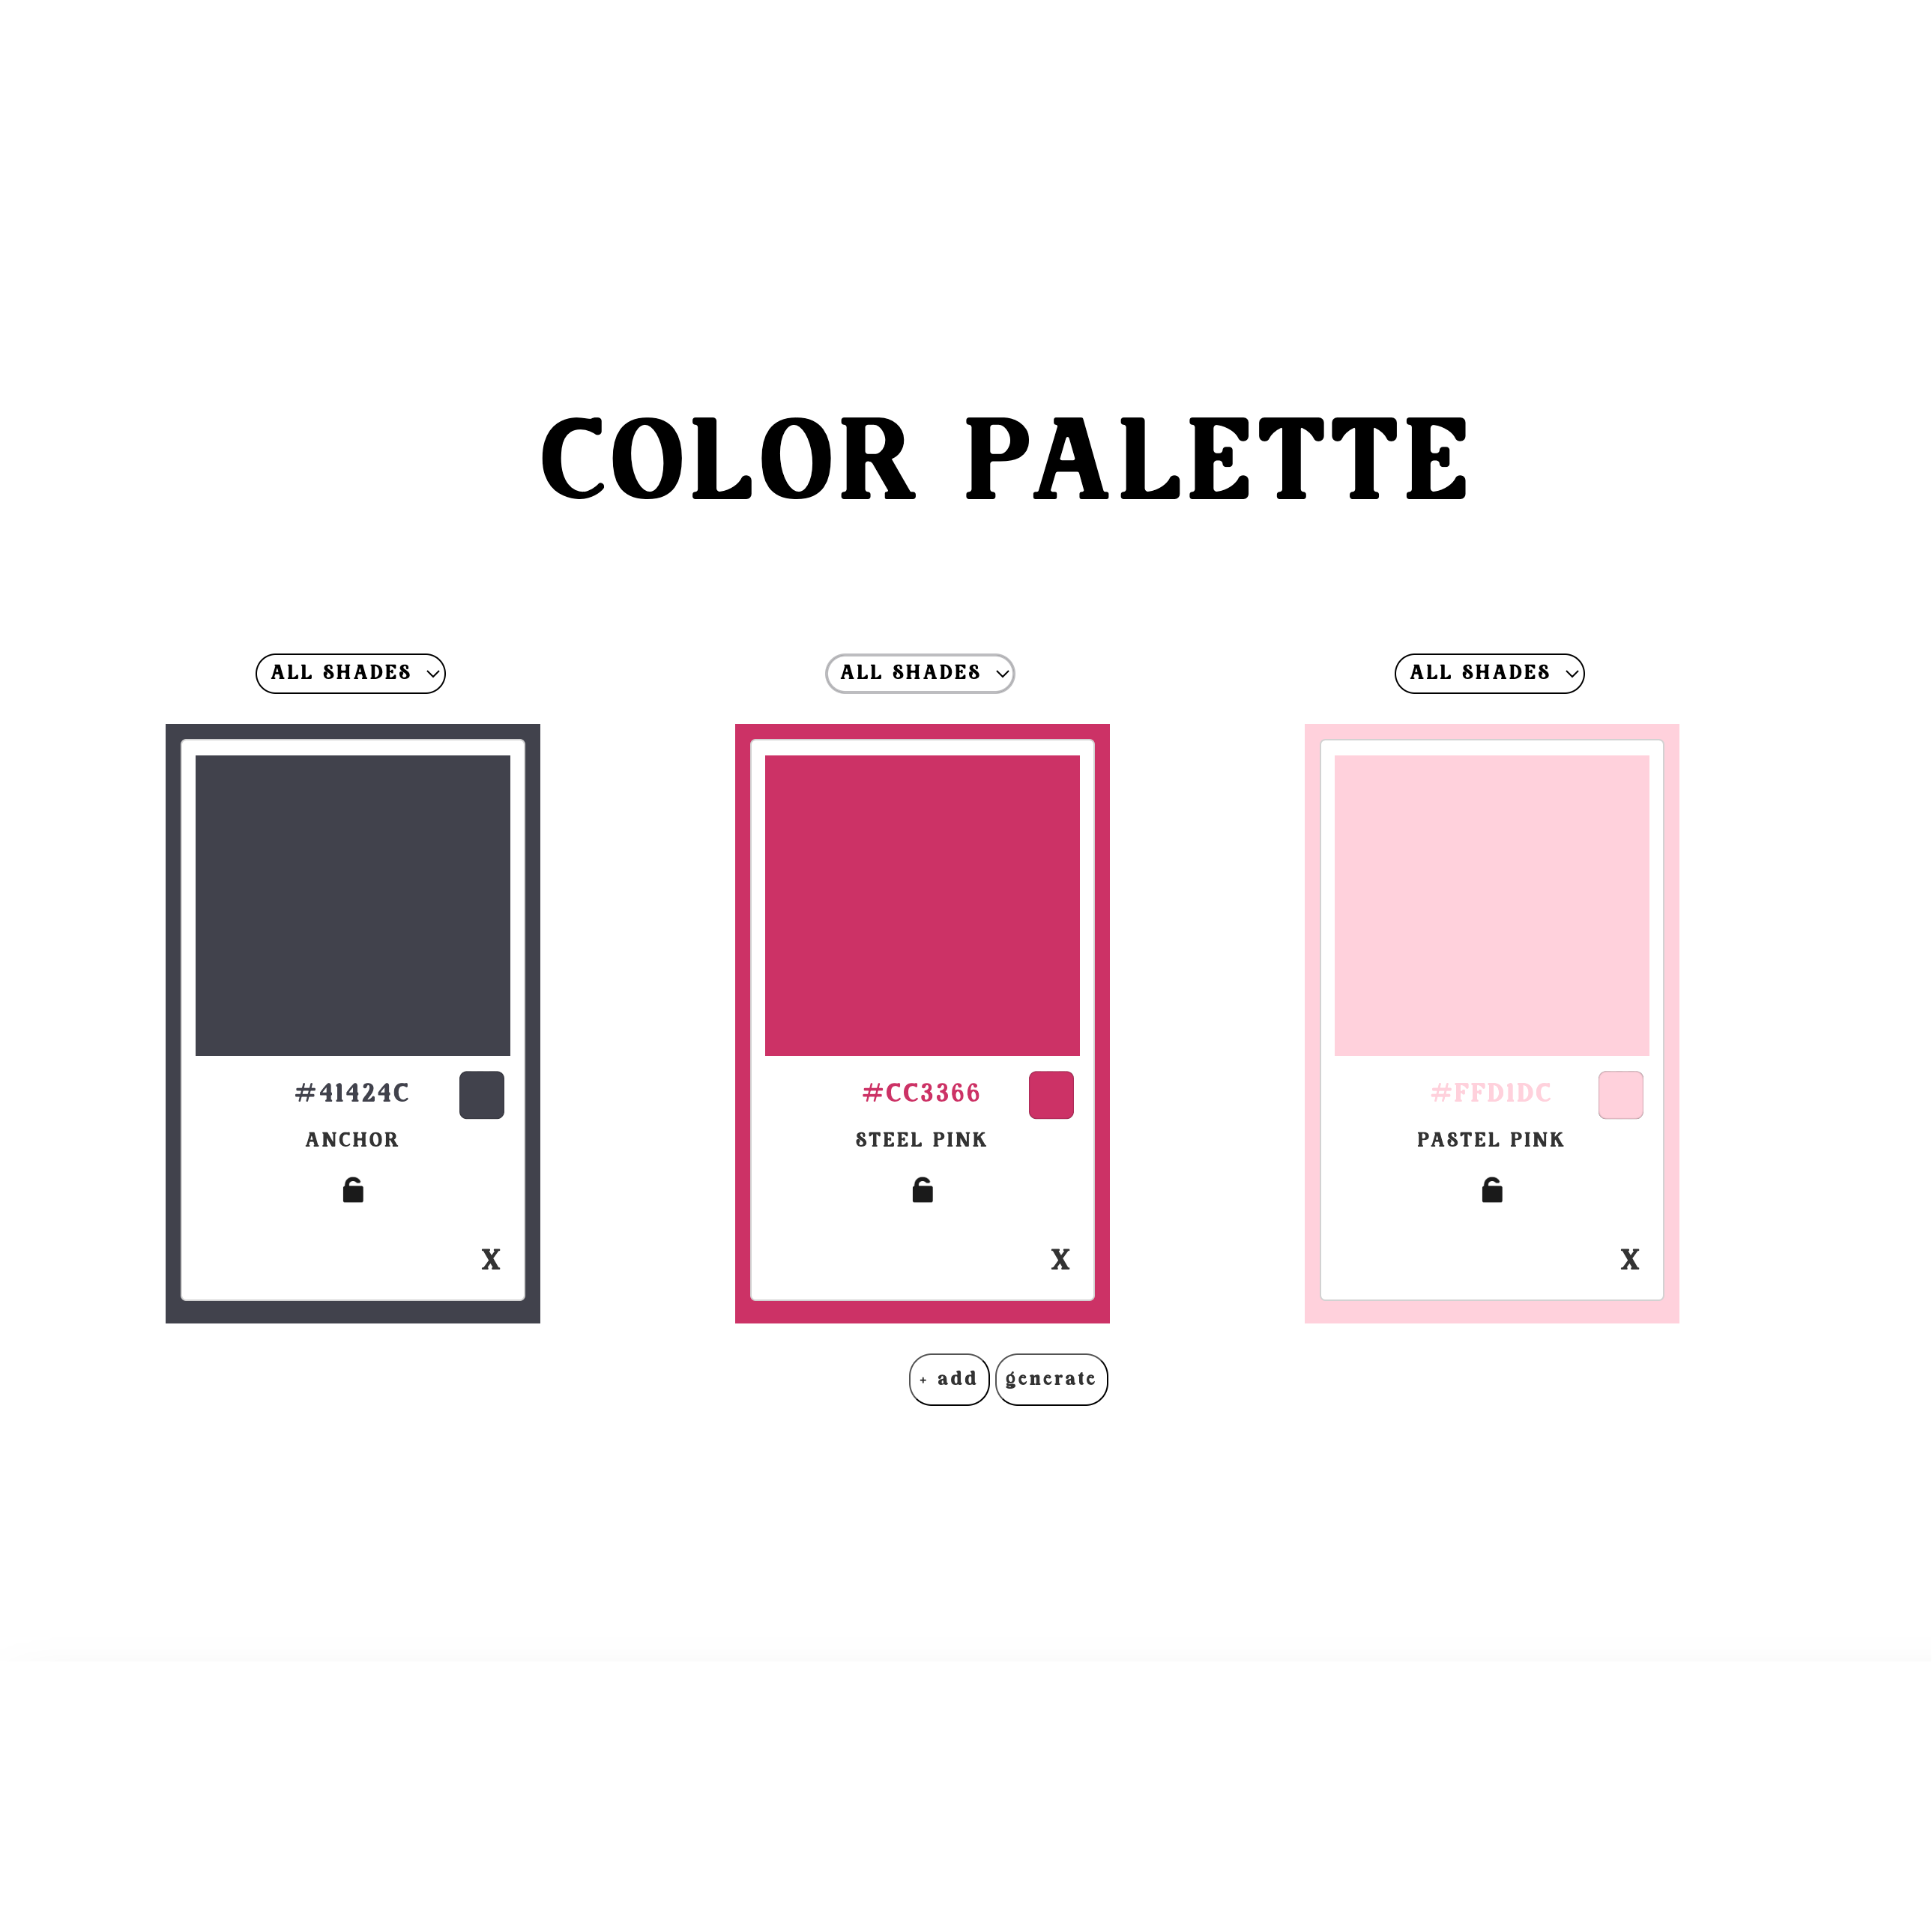 COLOR PALETTE
ALL SHADES
ALL SHADES
ALL SHADES
#41424C
#CC3366
#FFD1DC
ANCHOR
STEEL PINK
PASTEL PINK
X
X
X
+ add
generate